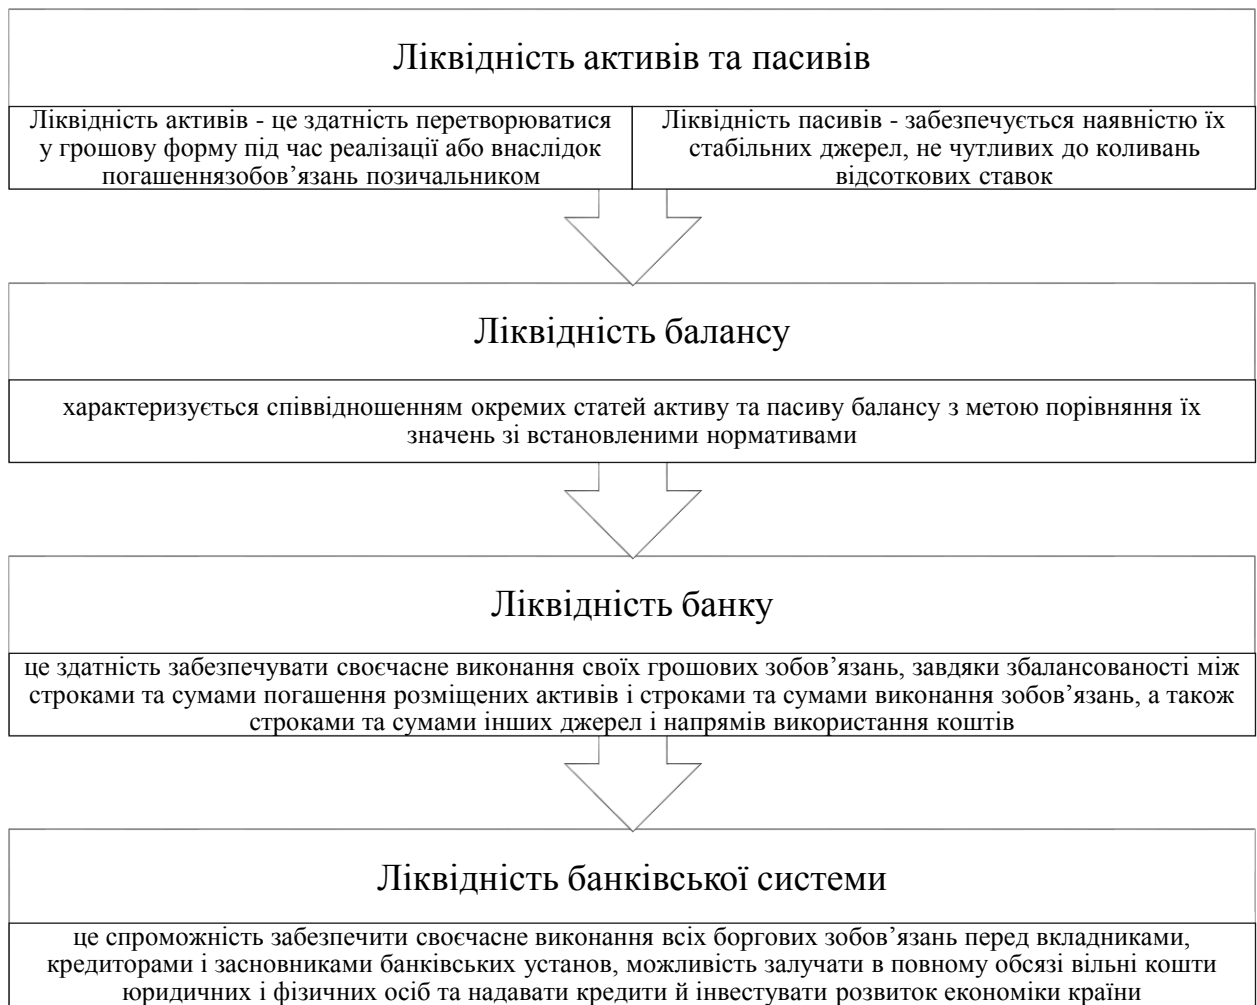 Ліквідність активів та пасивів
Ліквідність активів - це здатність перетворюватися
у грошову форму під час реалізації або внаслідок
погашеннязобов’язань позичальником
Ліквідність пасивів - забезпечується наявністю їх
стабільних джерел, не чутливих до коливань
відсоткових ставок
Ліквідність балансу
характеризується співвідношенням окремих статей активу та пасиву балансу з метою порівняння їх
значень зі встановленими нормативами
Ліквідність банку
це здатність забезпечувати своєчасне виконання своїх грошових зобов’язань, завдяки збалансованості між
строками та сумами погашення розміщених активів і строками та сумами виконання зобов’язань, а також
строками та сумами інших джерел і напрямів використання коштів
Ліквідність банківської системи
це спроможність забезпечити своєчасне виконання всіх боргових зобов’язань перед вкладниками,
кредиторами і засновниками банківських установ, можливість залучати в повному обсязі вільні кошти
юридичних і фізичних осіб та надавати кредити й інвестувати розвиток економіки країни